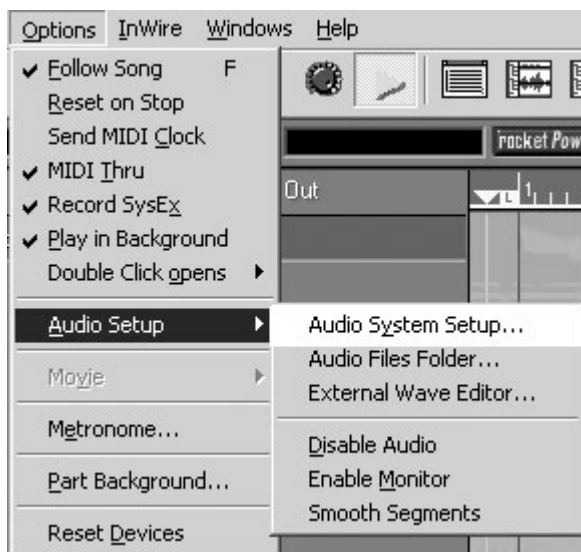 Options InWire Windows Help
Follow Song F
Reset on Stop
Send MIDI Clock
MIDI Thru
Record SysEx
Play in Background
Double Click opens
Audio Setup
Movie
Metronome...
Part Background...
Reset Devices
rocket Pow
Out
L 1
Audio System Setup...
Audio Files Folder...
External Wave Editor...
Disable Audio
Enable Monitor
Smooth Segments